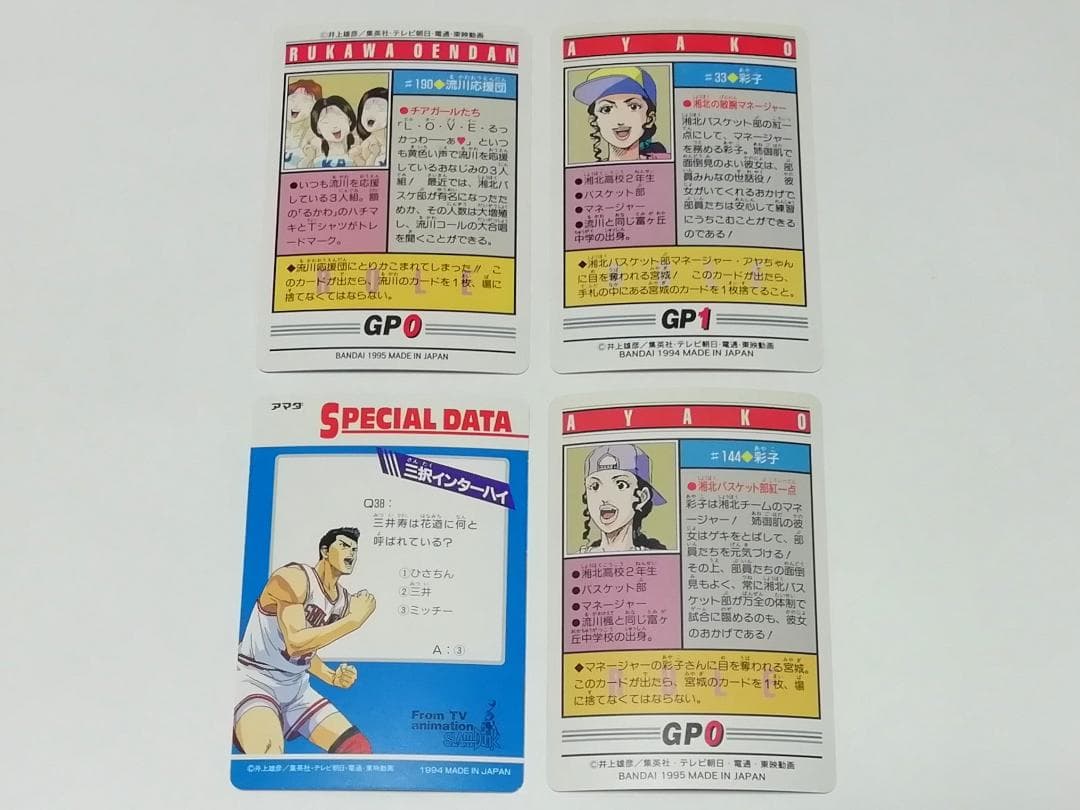 ©井上雄彦／集英社・テレビ朝日・電通・東映動画
RUKAWA OENDAN
♯190◆流川応援団
●チアガールたち
「L・O・V・E・るっ
かっわ——ぁ♥」といつ
も黄色い声で流川を応援
しているおなじみの3人
組！ 最近では、湘北バ
スケ部が有名になったた
めか、その人数は大増殖
し、流川コールの大合唱
を聞くことができる。
●いつも流川を応援
している3人組。額
の「るかわ」のハチマ
キとTシャツがトレ
ードマーク。
◆流川応援団にとりかこまれてしまった!! こ
のカードが出たら、流川のカードを1枚、場に
捨てなくてはならない。
GP0
BANDAI 1995 MADE IN JAPAN
AYAKO
♯33◆彩子
●湘北の敏腕マネージャー
湘北バスケット部の紅一
点にして、マネージャー
を務める彩子。姉御肌で
面倒見のよい彼女は、部
員みんなの世話役！ 彼
女がいてくれるおかげで
部員たちは安心して練習
にうちこむことができる
のである！
●湘北高校2年生
●バスケット部
●マネージャー
●流川と同じ富ヶ丘
中学の出身。
◆湘北バスケット部マネージャー・アヤちゃん
に目を奪われる宮城！ このカードが出たら、
手札の中にある宮城のカードを1枚捨てること。
GP1
©井上雄彦／集英社・テレビ朝日・電通・東映動画
BANDAI 1994 MADE IN JAPAN
アマダ
SPECIAL DATA
三択インターハイ
Q38：
三井寿は花道に何と
呼ばれている？
①ひさちん
②三井
③ミッチー
A：③
From TV
animation
SLAM DUNK
©井上雄彦／集英社・テレビ朝日・電通・東映動画
1994 MADE IN JAPAN
AYAKO
♯144◆彩子
●湘北バスケット部紅一点
彩子は湘北チームのマネ
ージャー！ 姉御肌の彼
女はゲキをとばして、部
員たちを元気づける！
その上、部員たちの面倒
見もよく、常に湘北バス
ケット部が万全の体制で
試合に臨めるのも、彼女
のおかげである！
●湘北高校2年生
●バスケット部
●マネージャー
●流川楓と同じ富ヶ
丘中学校の出身。
◆マネージャーの彩子さんに目を奪われる宮城。
このカードが出たら、宮城のカードを1枚、場
に捨てなくてはならない。
GP0
©井上雄彦／集英社・テレビ朝日・電通・東映動画
BANDAI 1995 MADE IN JAPAN